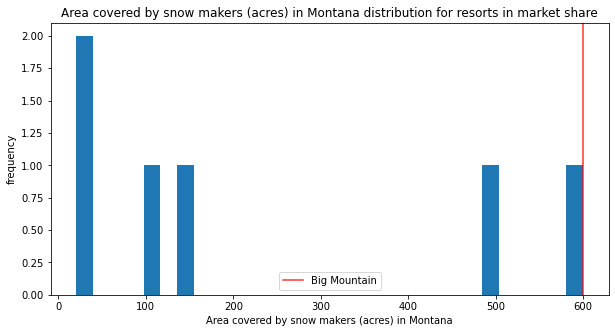 Area covered by snow makers (acres) in Montana distribution for resorts in market share
frequency
2.00
1.75
1.50
1.25
1.00
0.75
0.50
0.25
0.00
0 100 200 300 400 500 600
Big Mountain
Area covered by snow makers (acres) in Montana